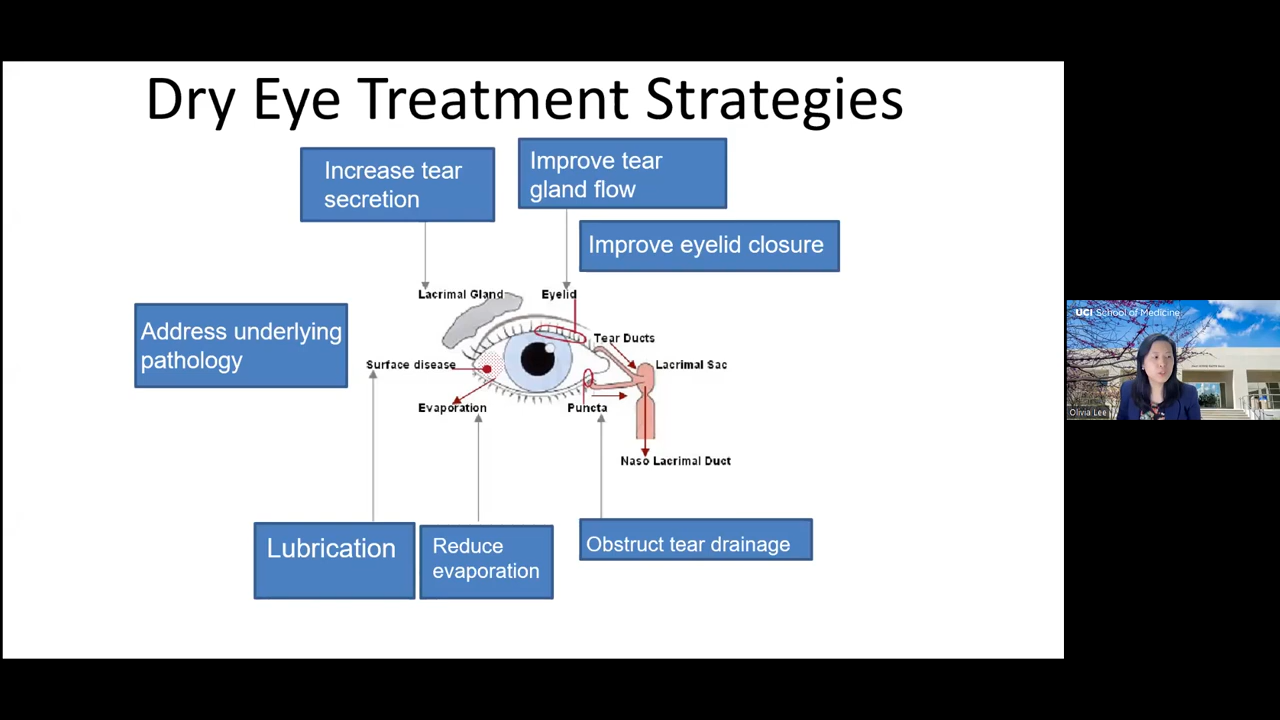 Dry Eye Treatment Strategies
Increase tear
secretion
Improve tear
gland flow
Improve eyelid closure
Lacrimal Gland
Eyelid
Address underlying
pathology
Tear Ducts
Surface disease
Lacrimal Sac
Evaporation
Puncta
Naso Lacrimal Duct
Lubrication
Reduce
evaporation
Obstruct tear drainage
UCI School of Medicine
Olivia Lee